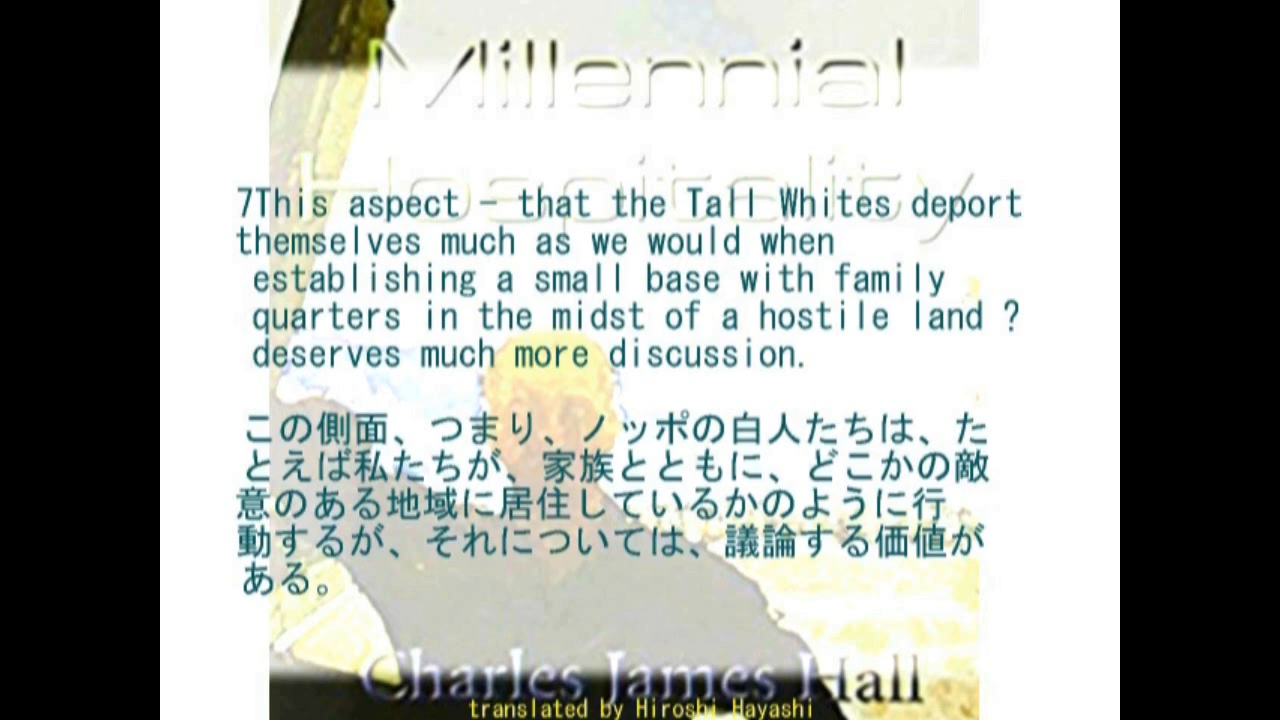 Millennial
Hospitality
7This aspect – that the Tall Whites deport
themselves much as we would when
establishing a small base with family
quarters in the midst of a hostile land ?
deserves much more discussion.
この側面、つまり、ノッポの白人たちは、た
とえば私たちが、家族とともに、どこかの敵
意のある地域に居住しているかのように行
動するが、それについては、議論する価値が
ある。
Charles James Hall
translated by Hiroshi Hayashi